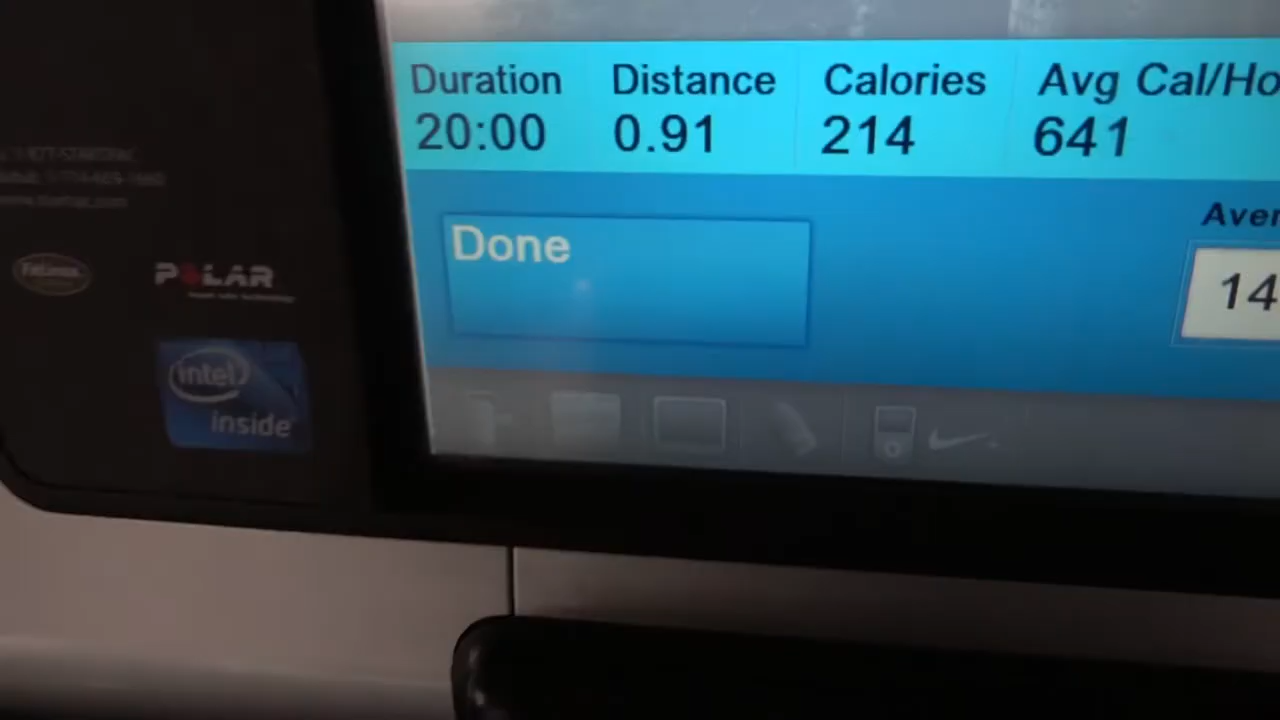 Duration Distance Calories Avg Cal/Ho
20:00 0.91 214 641
Done
Aver
14
POLAR
intel
inside